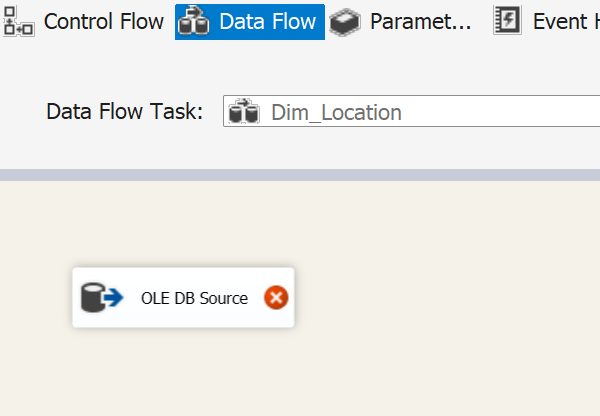 Control Flow Data Flow Paramet... Event H
Data Flow Task: Dim_Location
OLE DB Source